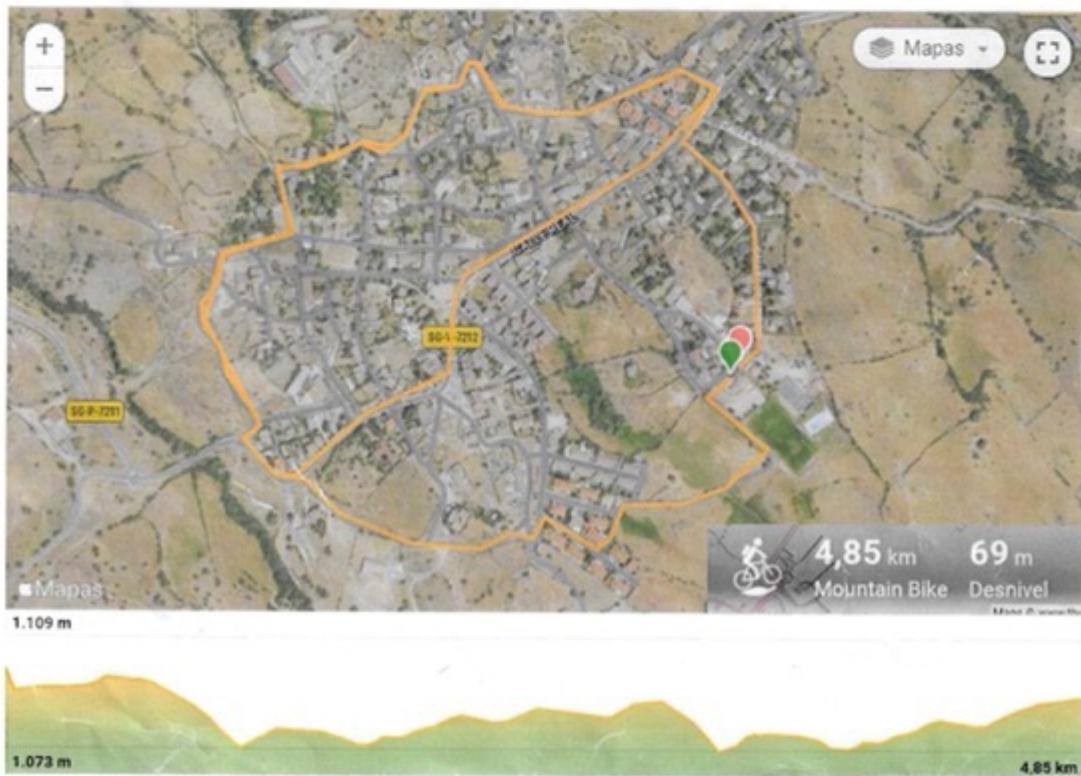 +
Mapas
−
SG-V-7212
SG-P-7211
4,85 km
69 m
Mountain Bike
Desnivel
Mapas
1.109 m
1.073 m
4,85 km